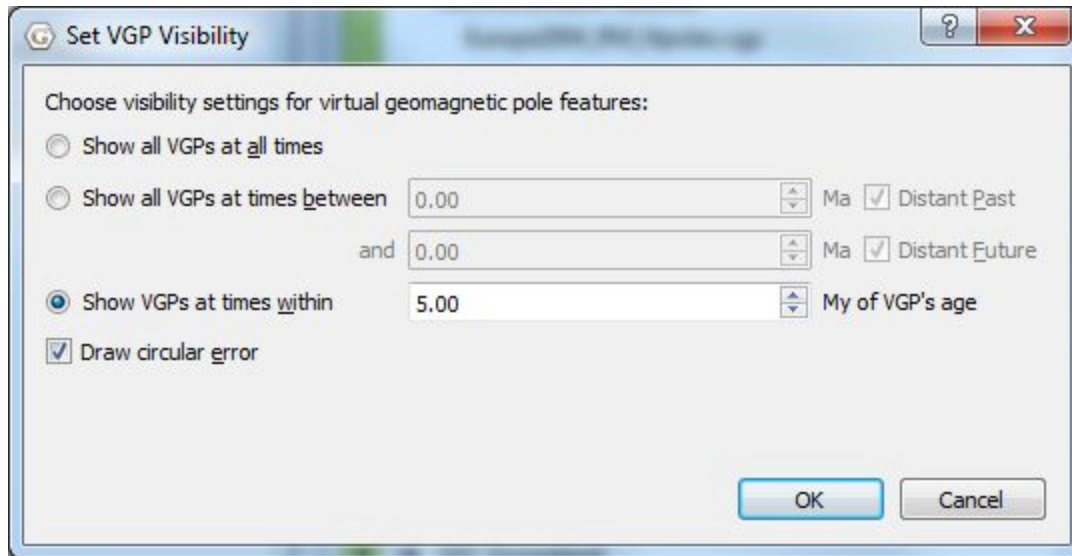 Set VGP Visibility
Choose visibility settings for virtual geomagnetic pole features:
Show all VGPs at all times
Show all VGPs at times between 0.00 Ma Distant Past
and 0.00 Ma Distant Future
Show VGPs at times within 5.00 My of VGP's age
Draw circular error
OK Cancel